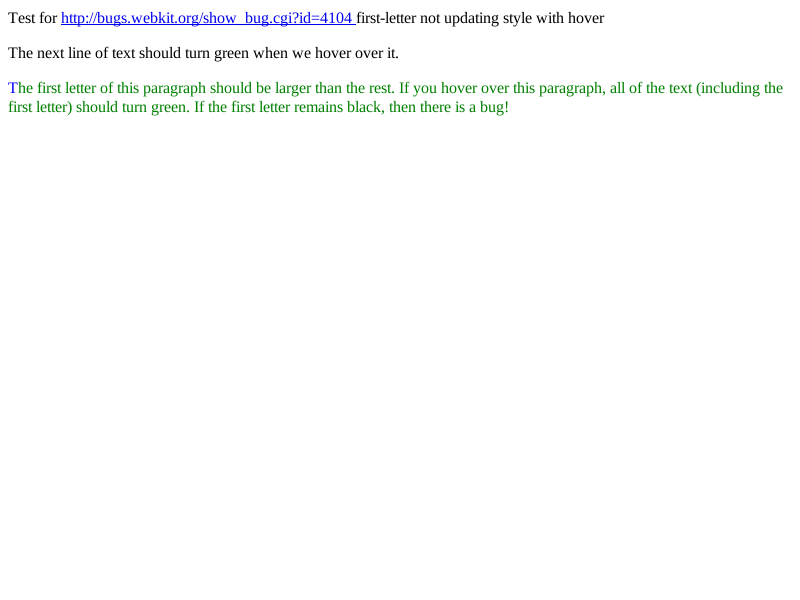 Test for http://bugs.webkit.org/show_bug.cgi?id=4104 first-letter not updating style with hover
The next line of text should turn green when we hover over it.
The first letter of this paragraph should be larger than the rest. If you hover over this paragraph, all of the text (including the
first letter) should turn green. If the first letter remains black, then there is a bug!